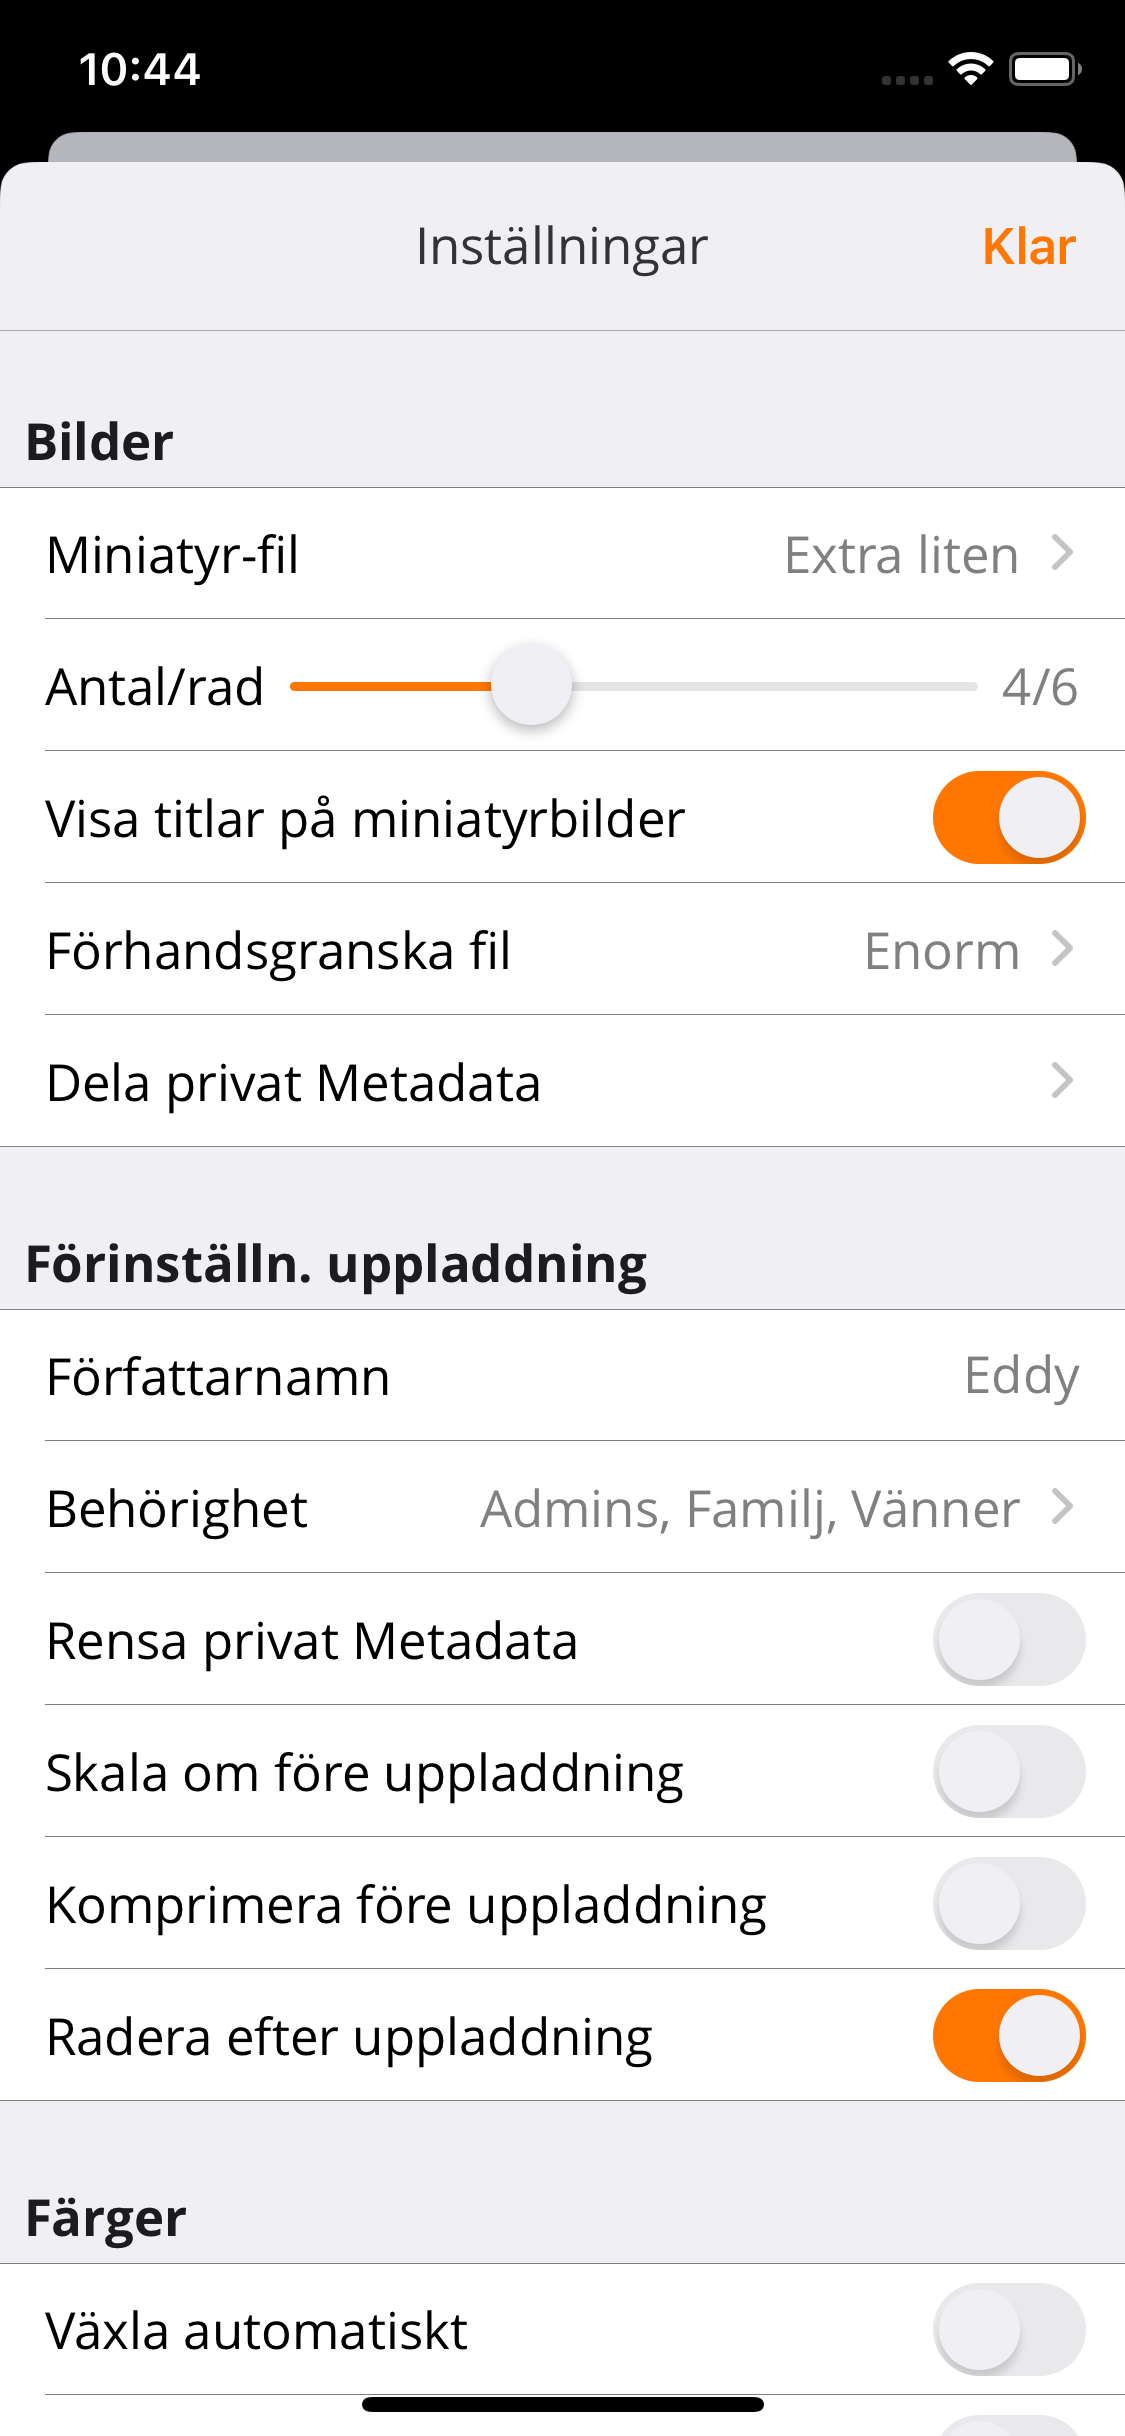 10:44
Inställningar
Klar
Bilder
Miniatyr-fil
Extra liten
Antal/rad
4/6
Visa titlar på miniatyrbilder
Förhandsgranska fil
Enorm
Dela privat Metadata
Förinställn. uppladdning
Författarnamn
Eddy
Behörighet
Admins, Familj, Vänner
Rensa privat Metadata
Skala om före uppladdning
Komprimera före uppladdning
Radera efter uppladdning
Färger
Växla automatiskt